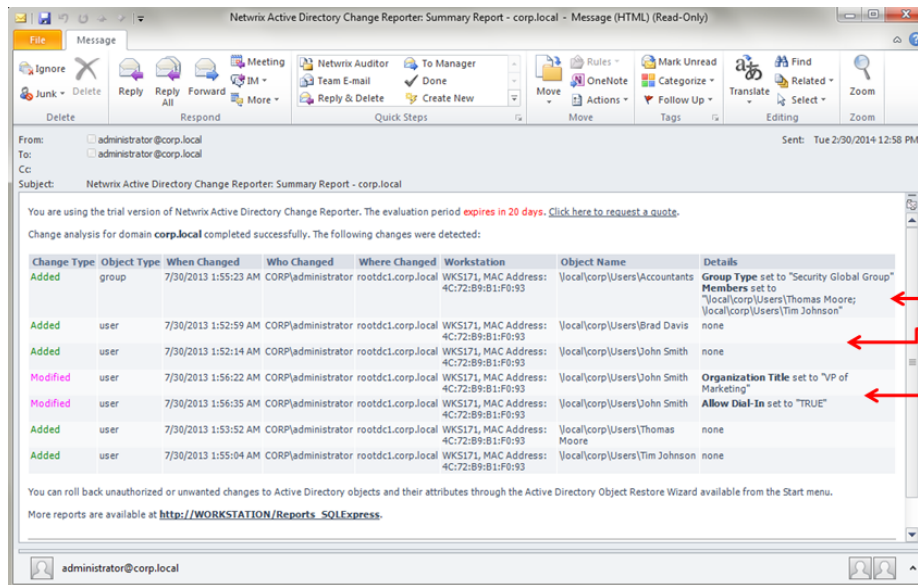 Netwrix Active Directory Change Reporter: Summary Report - corp.local - Message (HTML) (Read-Only)
File Message
Ignore
Junk Delete
Delete
Reply Reply All Forward
Meeting
IM
More
Respond
Netwrix Auditor To Manager
Team E-mail Done
Reply & Delete Create New
Quick Steps
Move
Rules
OneNote
Actions
Move
Mark Unread
Categorize
Follow Up
Tags
Translate
Find
Related
Select
Editing
Zoom
Zoom
From: administrator@corp.local Sent: Tue 2/30/2014 12:58 PM
To: administrator@corp.local
Cc:
Subject: Netwrix Active Directory Change Reporter: Summary Report - corp.local
You are using the trial version of Netwrix Active Directory Change Reporter. The evaluation period expires in 20 days. Click here to request a quote.
Change analysis for domain corp.local completed successfully. The following changes were detected:
Change Type Object Type When Changed Who Changed Where Changed Workstation Object Name Details
Added group 7/30/2013 1:55:23 AM CORP\administrator rootdc1.corp.local WKS171, MAC Address: \local\corp\Users\Accountants Group Type set to "Security Global Group"
4C:72:B9:B1:F0:93 Members set to
"\local\corp\Users\Thomas Moore;
\local\corp\Users\Tim Johnson"
Added user 7/30/2013 1:52:59 AM CORP\administrator rootdc1.corp.local WKS171, MAC Address: \local\corp\Users\Brad Davis none
4C:72:B9:B1:F0:93
Added user 7/30/2013 1:52:14 AM CORP\administrator rootdc1.corp.local WKS171, MAC Address: \local\corp\Users\John Smith none
4C:72:B9:B1:F0:93
Modified user 7/30/2013 1:56:22 AM CORP\administrator rootdc1.corp.local WKS171, MAC Address: \local\corp\Users\John Smith Organization Title set to "VP of
4C:72:B9:B1:F0:93 Marketing"
Modified user 7/30/2013 1:56:35 AM CORP\administrator rootdc1.corp.local WKS171, MAC Address: \local\corp\Users\John Smith Allow Dial-In set to "TRUE"
4C:72:B9:B1:F0:93
Added user 7/30/2013 1:53:52 AM CORP\administrator rootdc1.corp.local WKS171, MAC Address: \local\corp\Users\Thomas none
4C:72:B9:B1:F0:93 Moore
Added user 7/30/2013 1:55:04 AM CORP\administrator rootdc1.corp.local WKS171, MAC Address: \local\corp\Users\Tim Johnson none
4C:72:B9:B1:F0:93
You can roll back unauthorized or unwanted changes to Active Directory objects and their attributes through the Active Directory Object Restore Wizard available from the Start menu.
More reports are available at http://WORKSTATION/Reports_SQLExpress.
administrator@corp.local